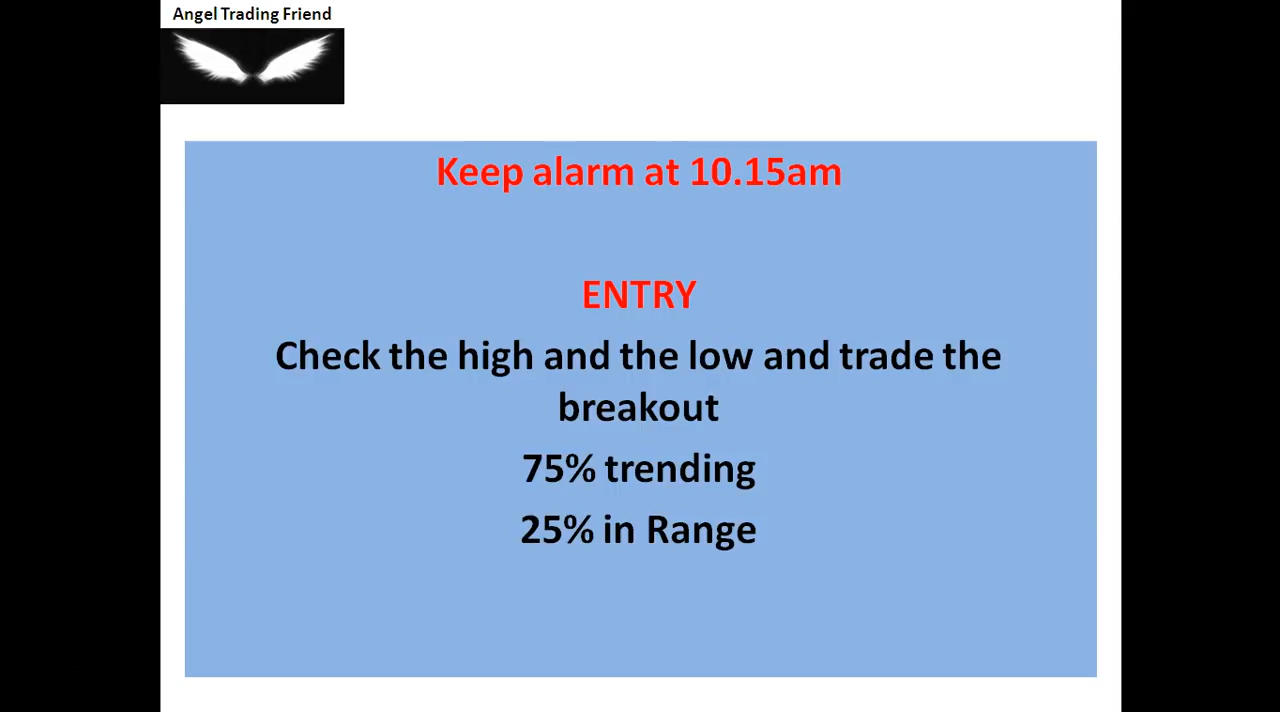 Angel Trading Friend
Keep alarm at 10.15am
ENTRY
Check the high and the low and trade the
breakout
75% trending
25% in Range